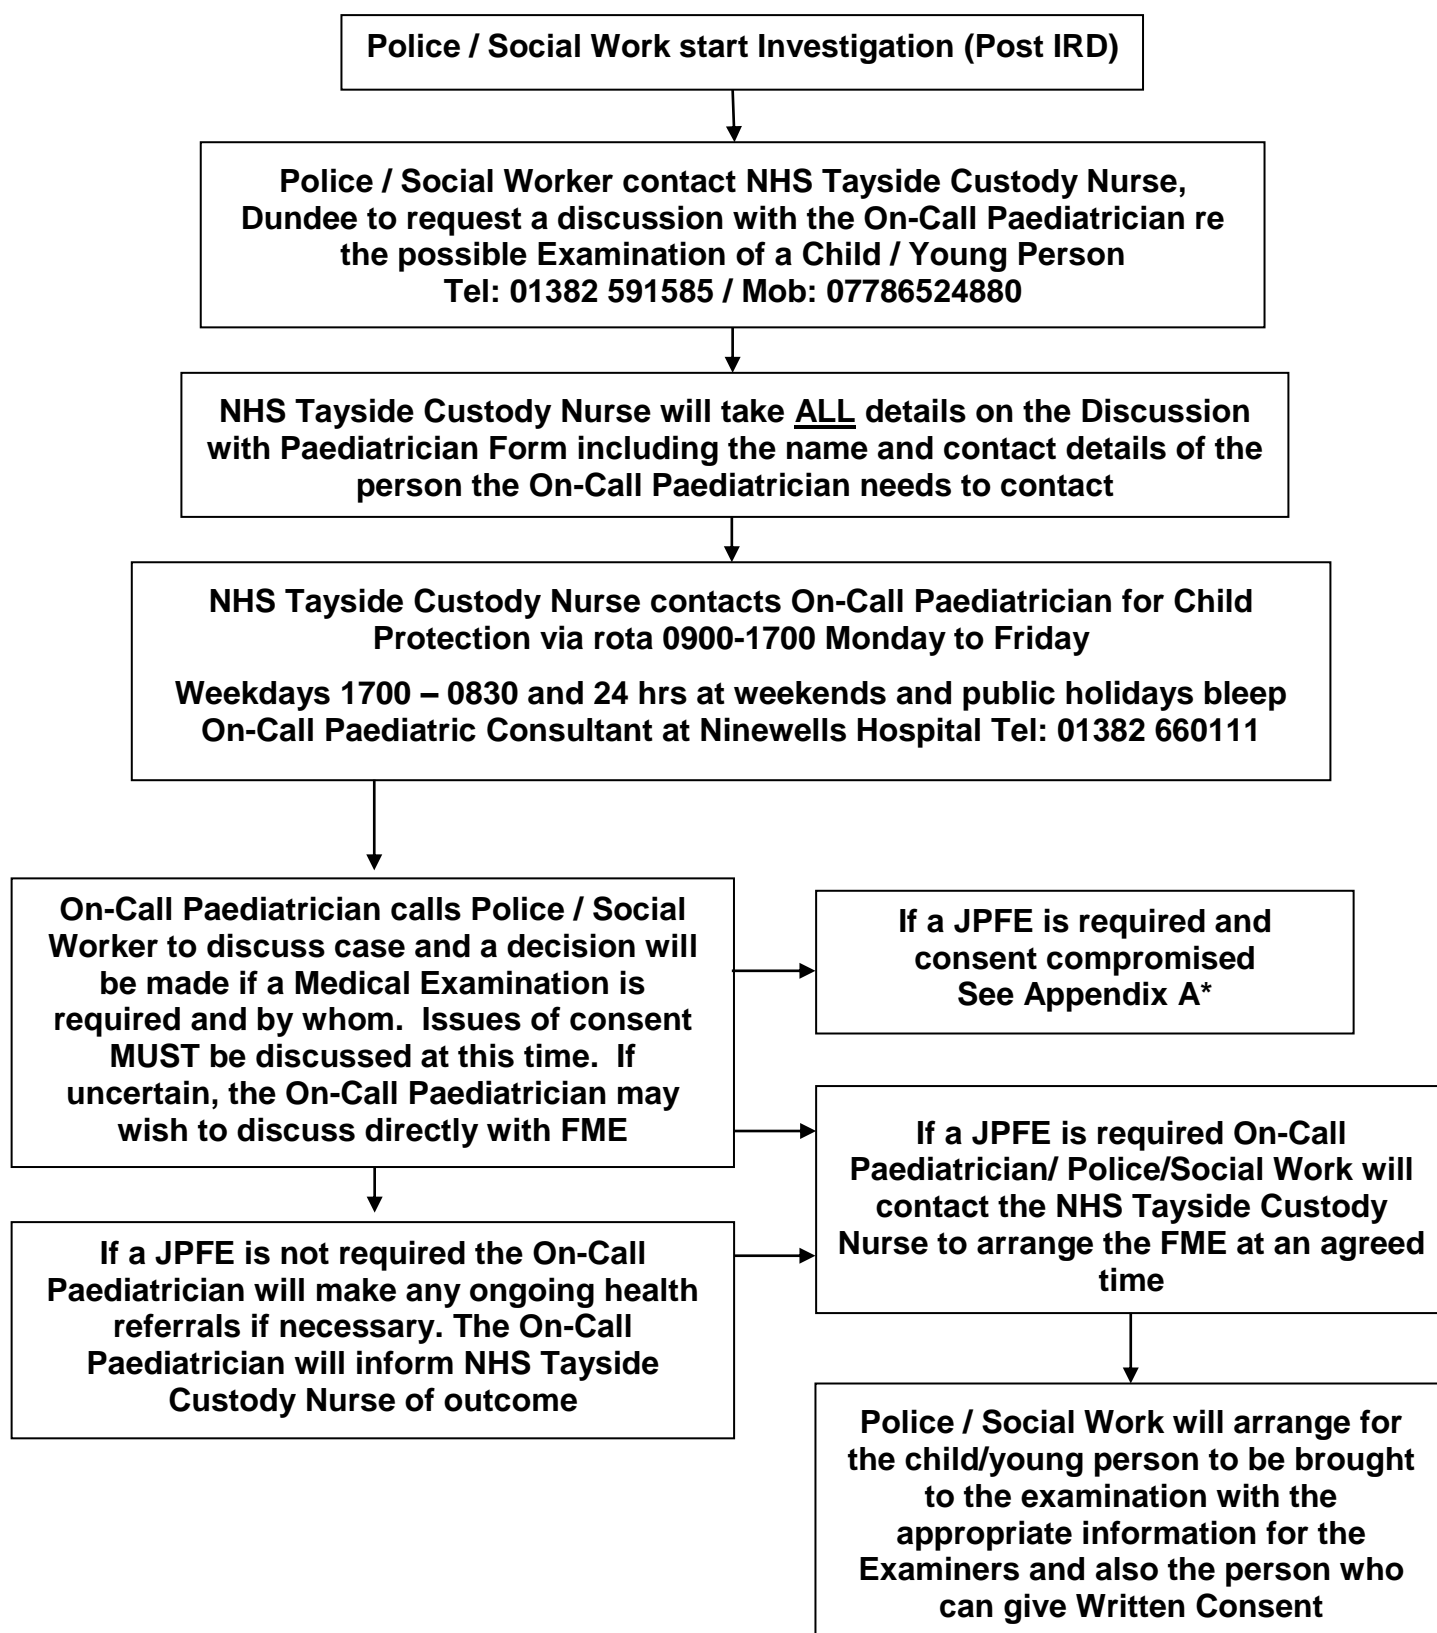 Police / Social Work start Investigation (Post IRD)
Police / Social Worker contact NHS Tayside Custody Nurse,
Dundee to request a discussion with the On-Call Paediatrician re
the possible Examination of a Child / Young Person
Tel: 01382 591585 / Mob: 07786524880
NHS Tayside Custody Nurse will take ALL details on the Discussion
with Paediatrician Form including the name and contact details of the
person the On-Call Paediatrician needs to contact
NHS Tayside Custody Nurse contacts On-Call Paediatrician for Child
Protection via rota 0900-1700 Monday to Friday
Weekdays 1700 – 0830 and 24 hrs at weekends and public holidays bleep
On-Call Paediatric Consultant at Ninewells Hospital Tel: 01382 660111
On-Call Paediatrician calls Police / Social
Worker to discuss case and a decision will
be made if a Medical Examination is
required and by whom.  Issues of consent
MUST be discussed at this time.  If
uncertain, the On-Call Paediatrician may
wish to discuss directly with FME
If a JPFE is required and
consent compromised
See Appendix A*
If a JPFE is required On-Call
Paediatrician/ Police/Social Work will
contact the NHS Tayside Custody
Nurse to arrange the FME at an agreed
time
If a JPFE is not required the On-Call
Paediatrician will make any ongoing health
referrals if necessary. The On-Call
Paediatrician will inform NHS Tayside
Custody Nurse of outcome
Police / Social Work will arrange for
the child/young person to be brought
to the examination with the
appropriate information for the
Examiners and also the person who
can give Written Consent